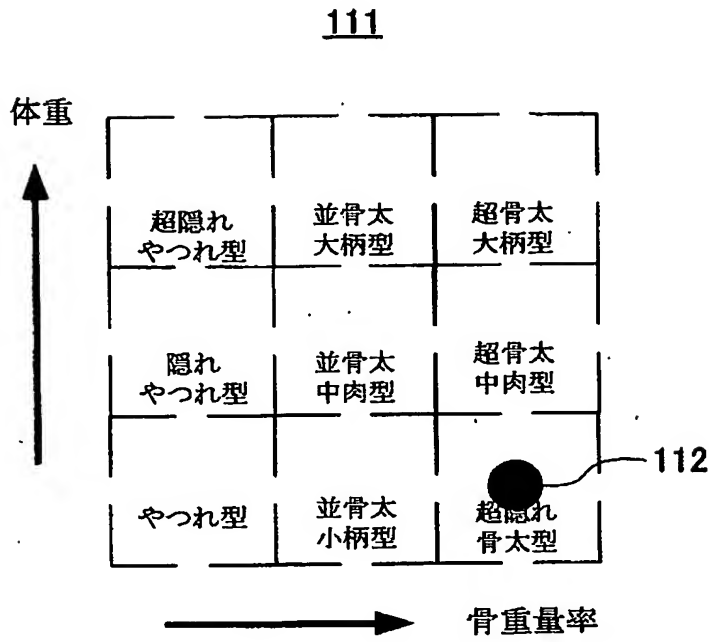 111
体重
超隠れ
やつれ型
並骨太
大柄型
超骨太
大柄型
隠れ
やつれ型
並骨太
中肉型
超骨太
中肉型
やつれ型
並骨太
小柄型
超隠れ
骨太型
112
骨重量率